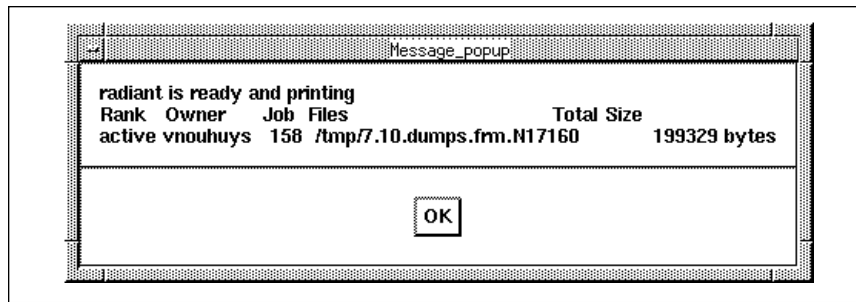 Message_popup
radiant is ready and printing
Rank Owner Job Files Total Size
active vnouhuys 158 /tmp/7.10.dumps.frm.N17160 199329 bytes
OK